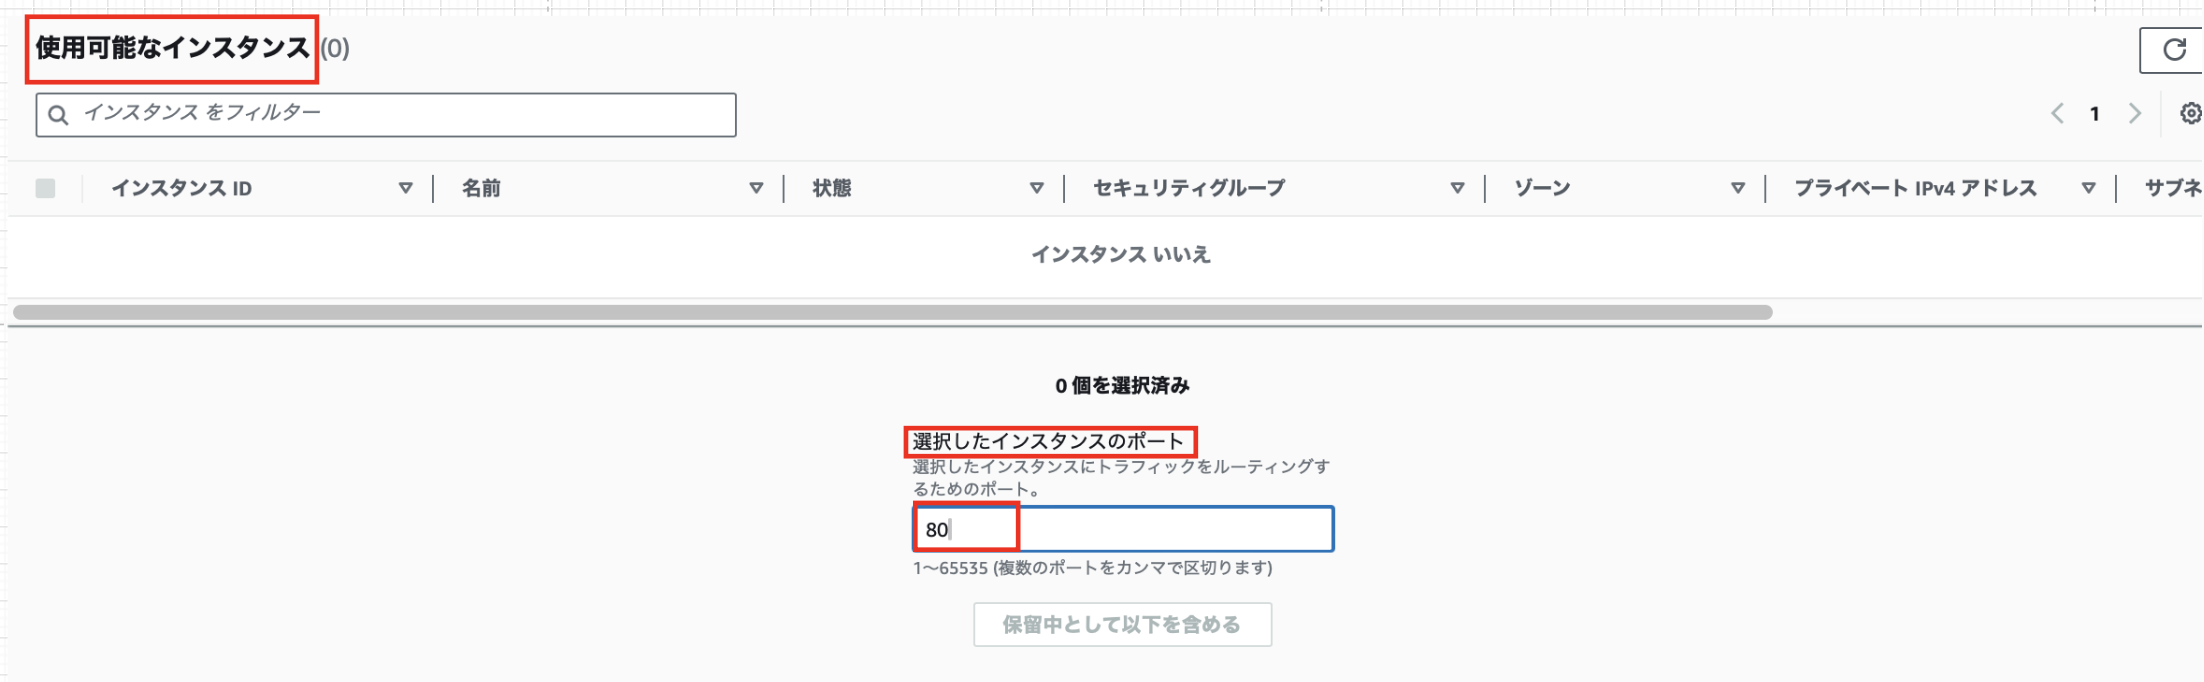 使用可能なインスタンス (0)
インスタンス をフィルター
1
インスタンス ID 名前 状態 セキュリティグループ ゾーン プライベート IPv4 アドレス サブネ
インスタンス いいえ
0 個を選択済み
選択したインスタンスのポート
選択したインスタンスにトラフィックをルーティングす
るためのポート。
80
1～65535 (複数のポートをカンマで区切ります)
保留中として以下を含める